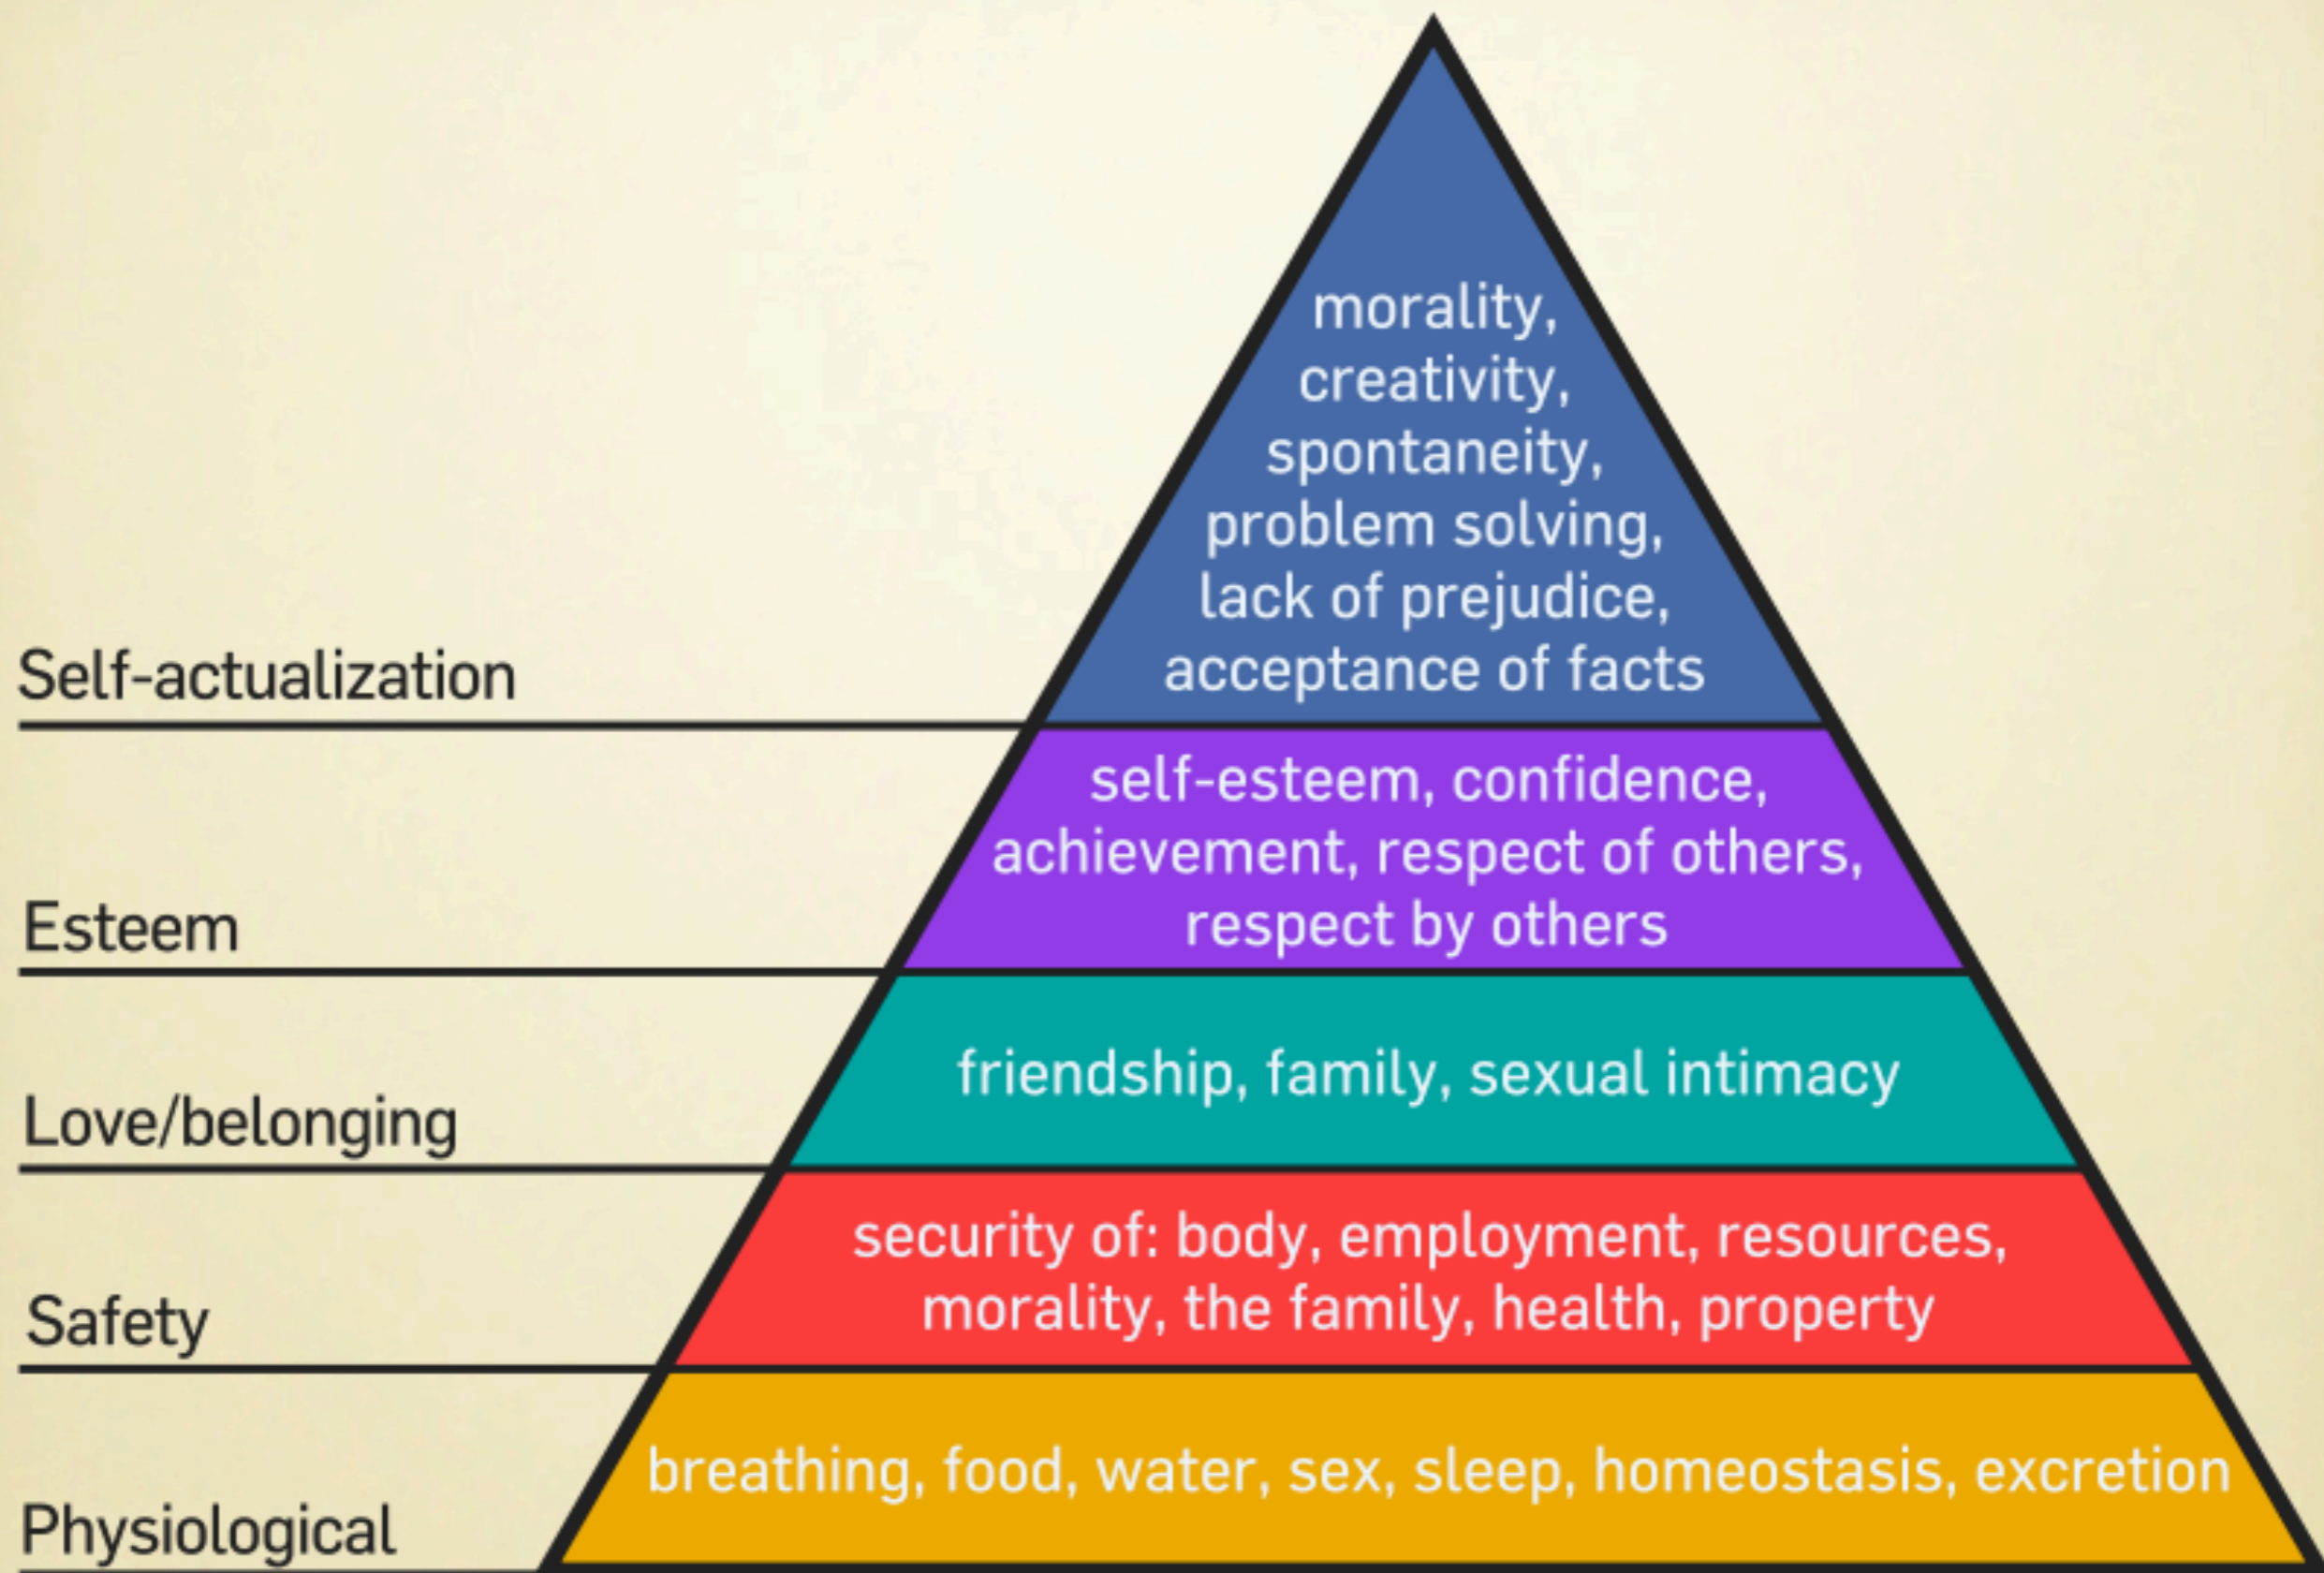 morality,
creativity,
spontaneity,
problem solving,
lack of prejudice,
acceptance of facts
Self-actualization
self-esteem, confidence,
achievement, respect of others,
respect by others
Esteem
friendship, family, sexual intimacy
Love/belonging
security of: body, employment, resources,
morality, the family, health, property
Safety
breathing, food, water, sex, sleep, homeostasis, excretion
Physiological